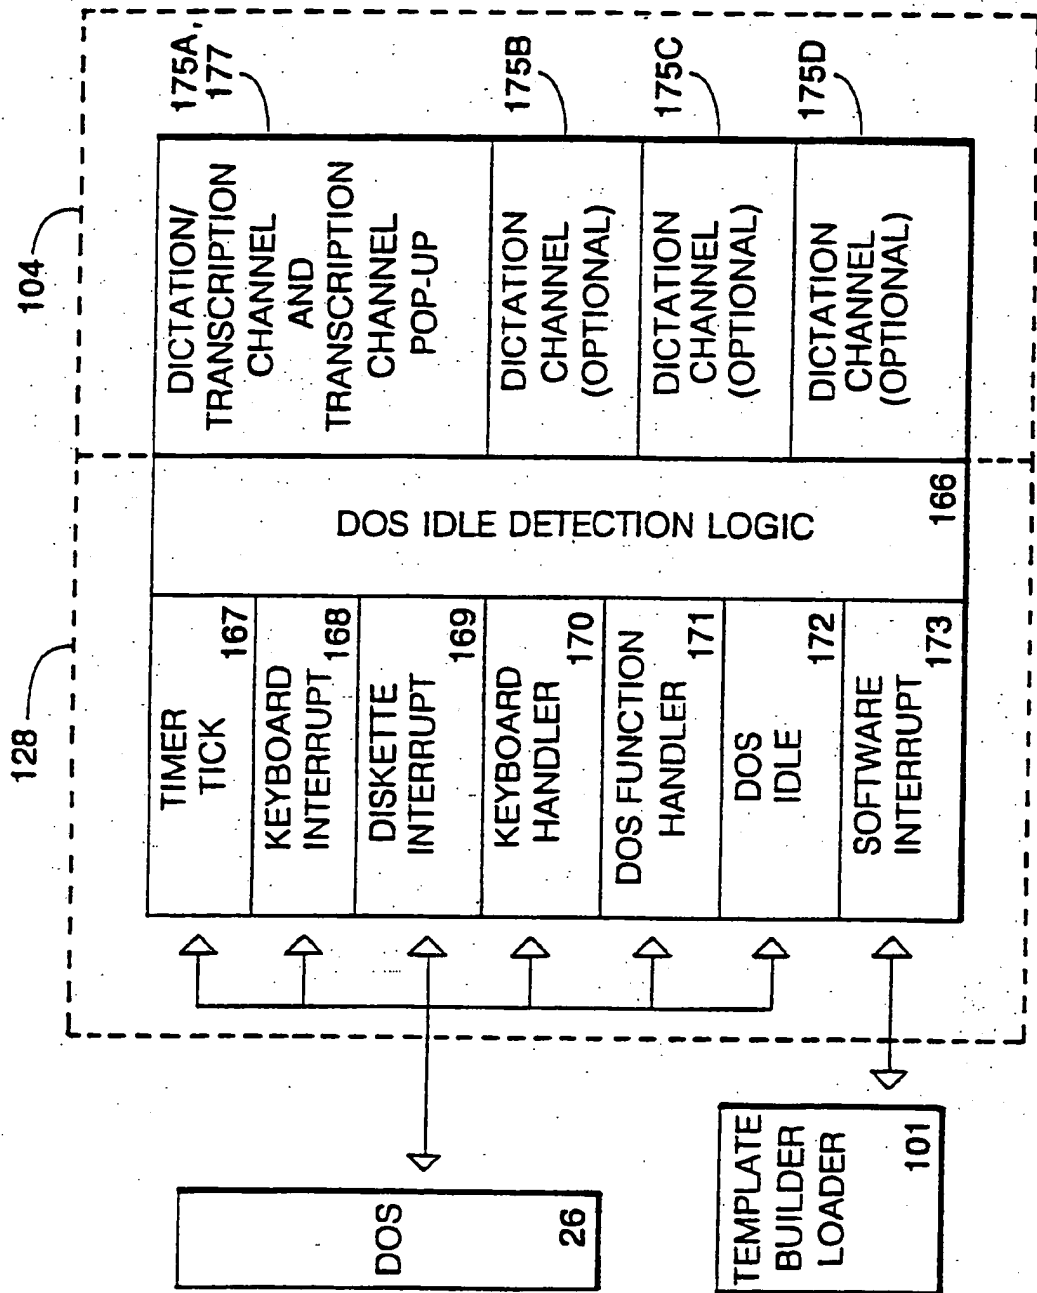 128
104
TIMER
TICK
167
KEYBOARD
INTERRUPT
168
DISKETTE
INTERRUPT
169
KEYBOARD
HANDLER
170
DOS FUNCTION
HANDLER
171
DOS
IDLE
172
SOFTWARE
INTERRUPT
173
DOS IDLE DETECTION LOGIC
166
DICTATION/
TRANSCRIPTION
CHANNEL
AND
TRANSCRIPTION
CHANNEL
POP-UP
175A,
177
DICTATION
CHANNEL
(OPTIONAL)
175B
DICTATION
CHANNEL
(OPTIONAL)
175C
DICTATION
CHANNEL
(OPTIONAL)
175D
DOS
26
TEMPLATE
BUILDER
LOADER
101